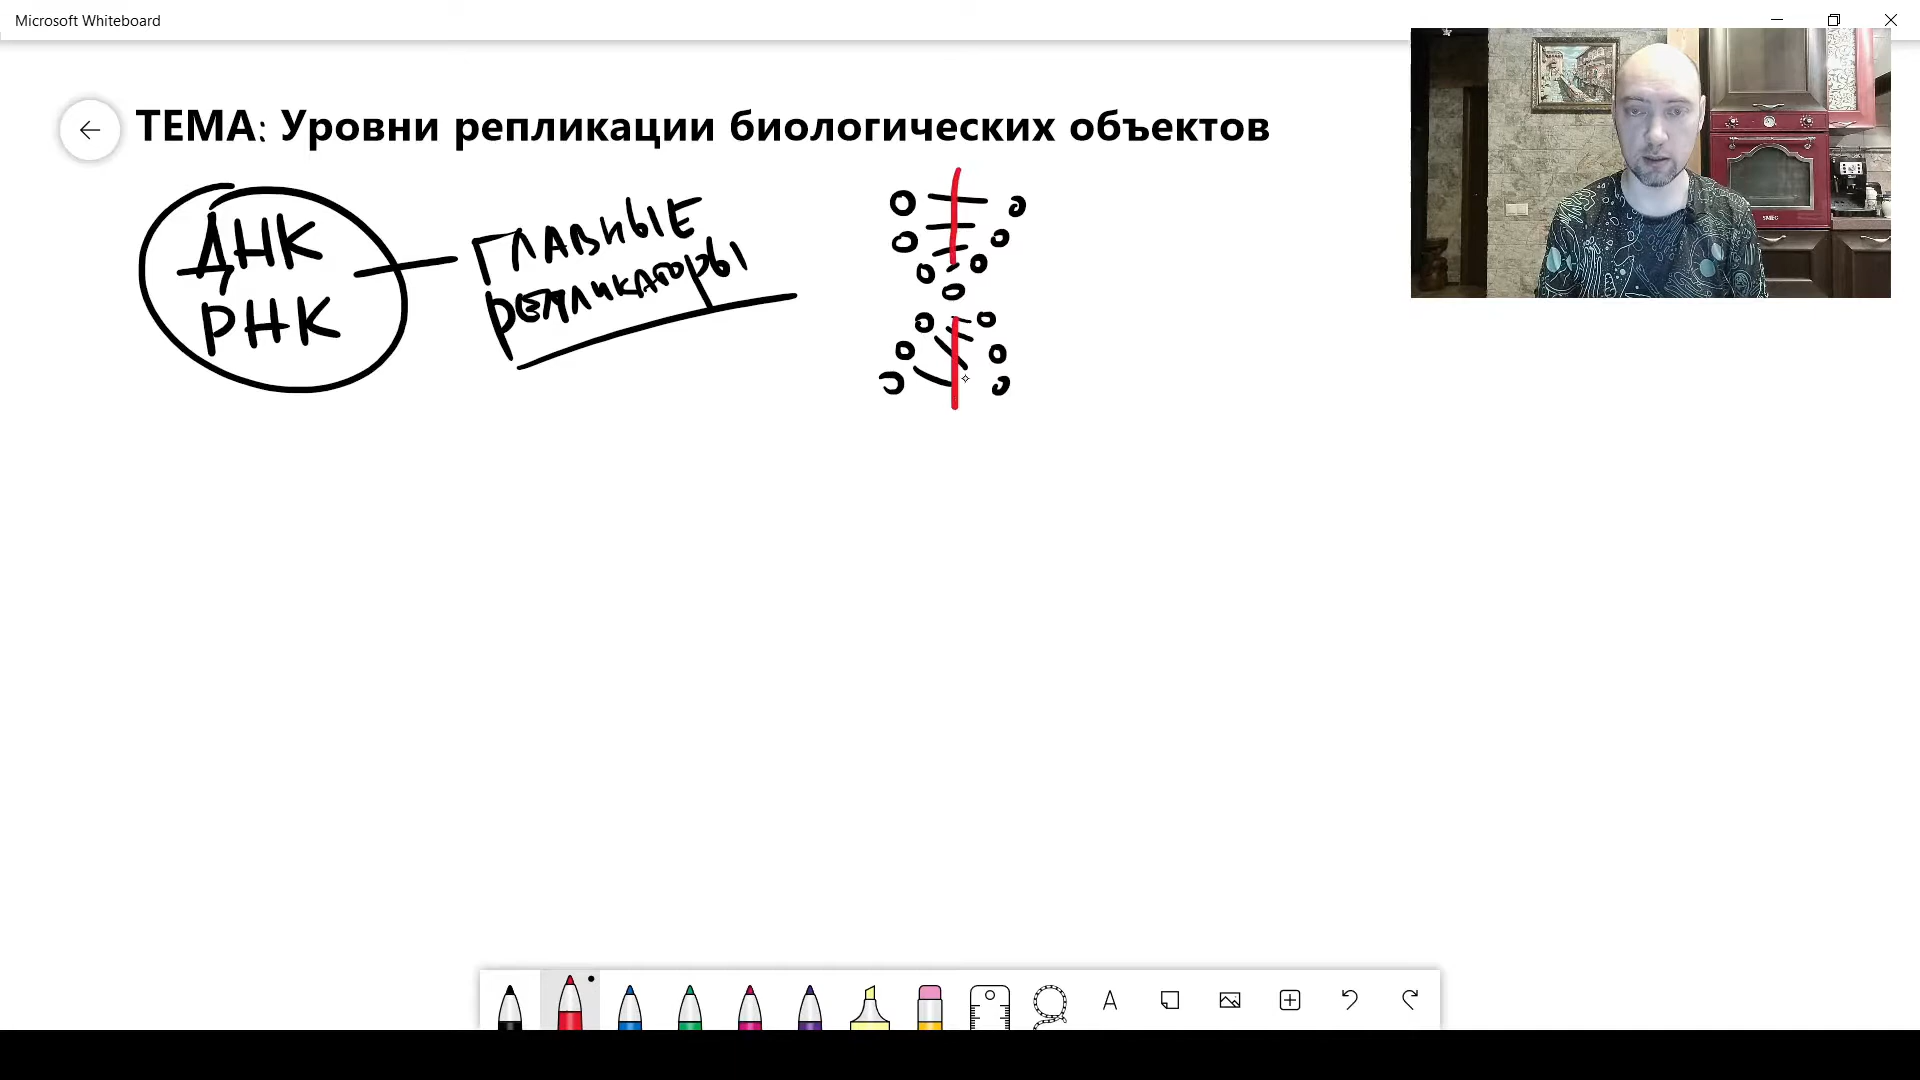 Microsoft Whiteboard
ТЕМА: Уровни репликации биологических объектов
ДНК
РНК
ГЛАВНЫЕ
репликаторы